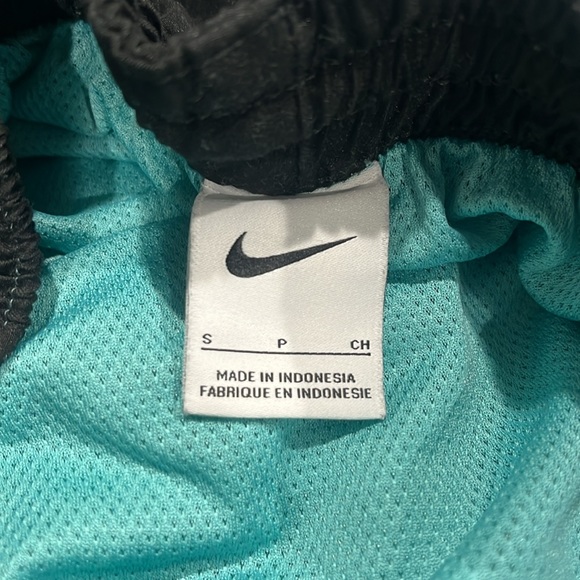 S P CH
MADE IN INDONESIA
FABRIQUE EN INDONESIE